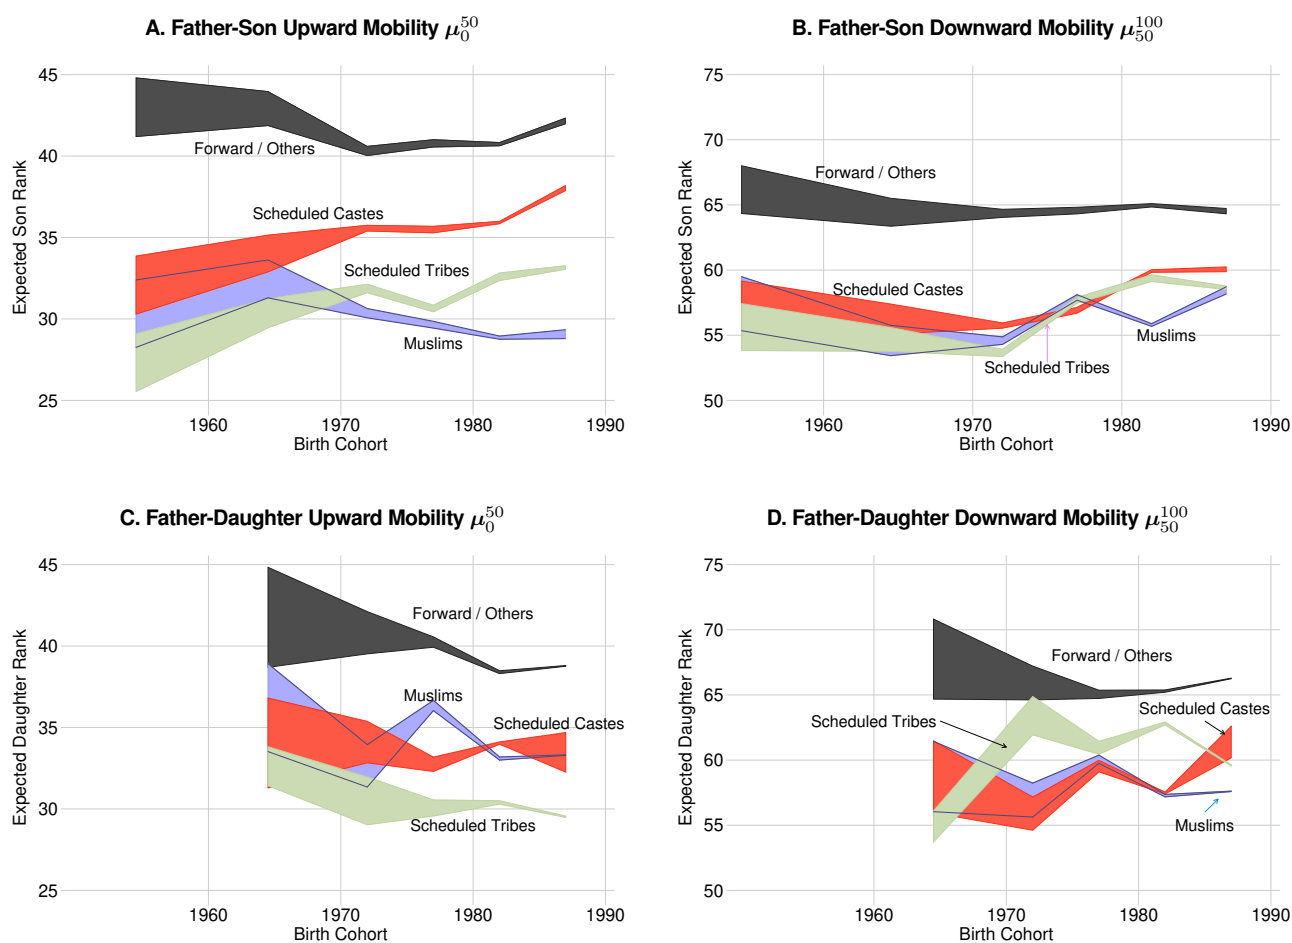 A. Father-Son Upward Mobility μ₀⁵⁰
Expected Son Rank
45
40
35
30
25
Forward / Others
Scheduled Castes
Scheduled Tribes
Muslims
1960 1970 1980 1990
Birth Cohort
B. Father-Son Downward Mobility μ₅₀¹⁰⁰
Expected Son Rank
75
70
65
60
55
50
Forward / Others
Scheduled Castes
Muslims
Scheduled Tribes
1960 1970 1980 1990
Birth Cohort
C. Father-Daughter Upward Mobility μ₀⁵⁰
Expected Daughter Rank
45
40
35
30
25
Forward / Others
Muslims
Scheduled Castes
Scheduled Tribes
1960 1970 1980 1990
Birth Cohort
D. Father-Daughter Downward Mobility μ₅₀¹⁰⁰
Expected Daughter Rank
75
70
65
60
55
50
Forward / Others
Scheduled Castes
Scheduled Tribes
Muslims
1960 1970 1980 1990
Birth Cohort